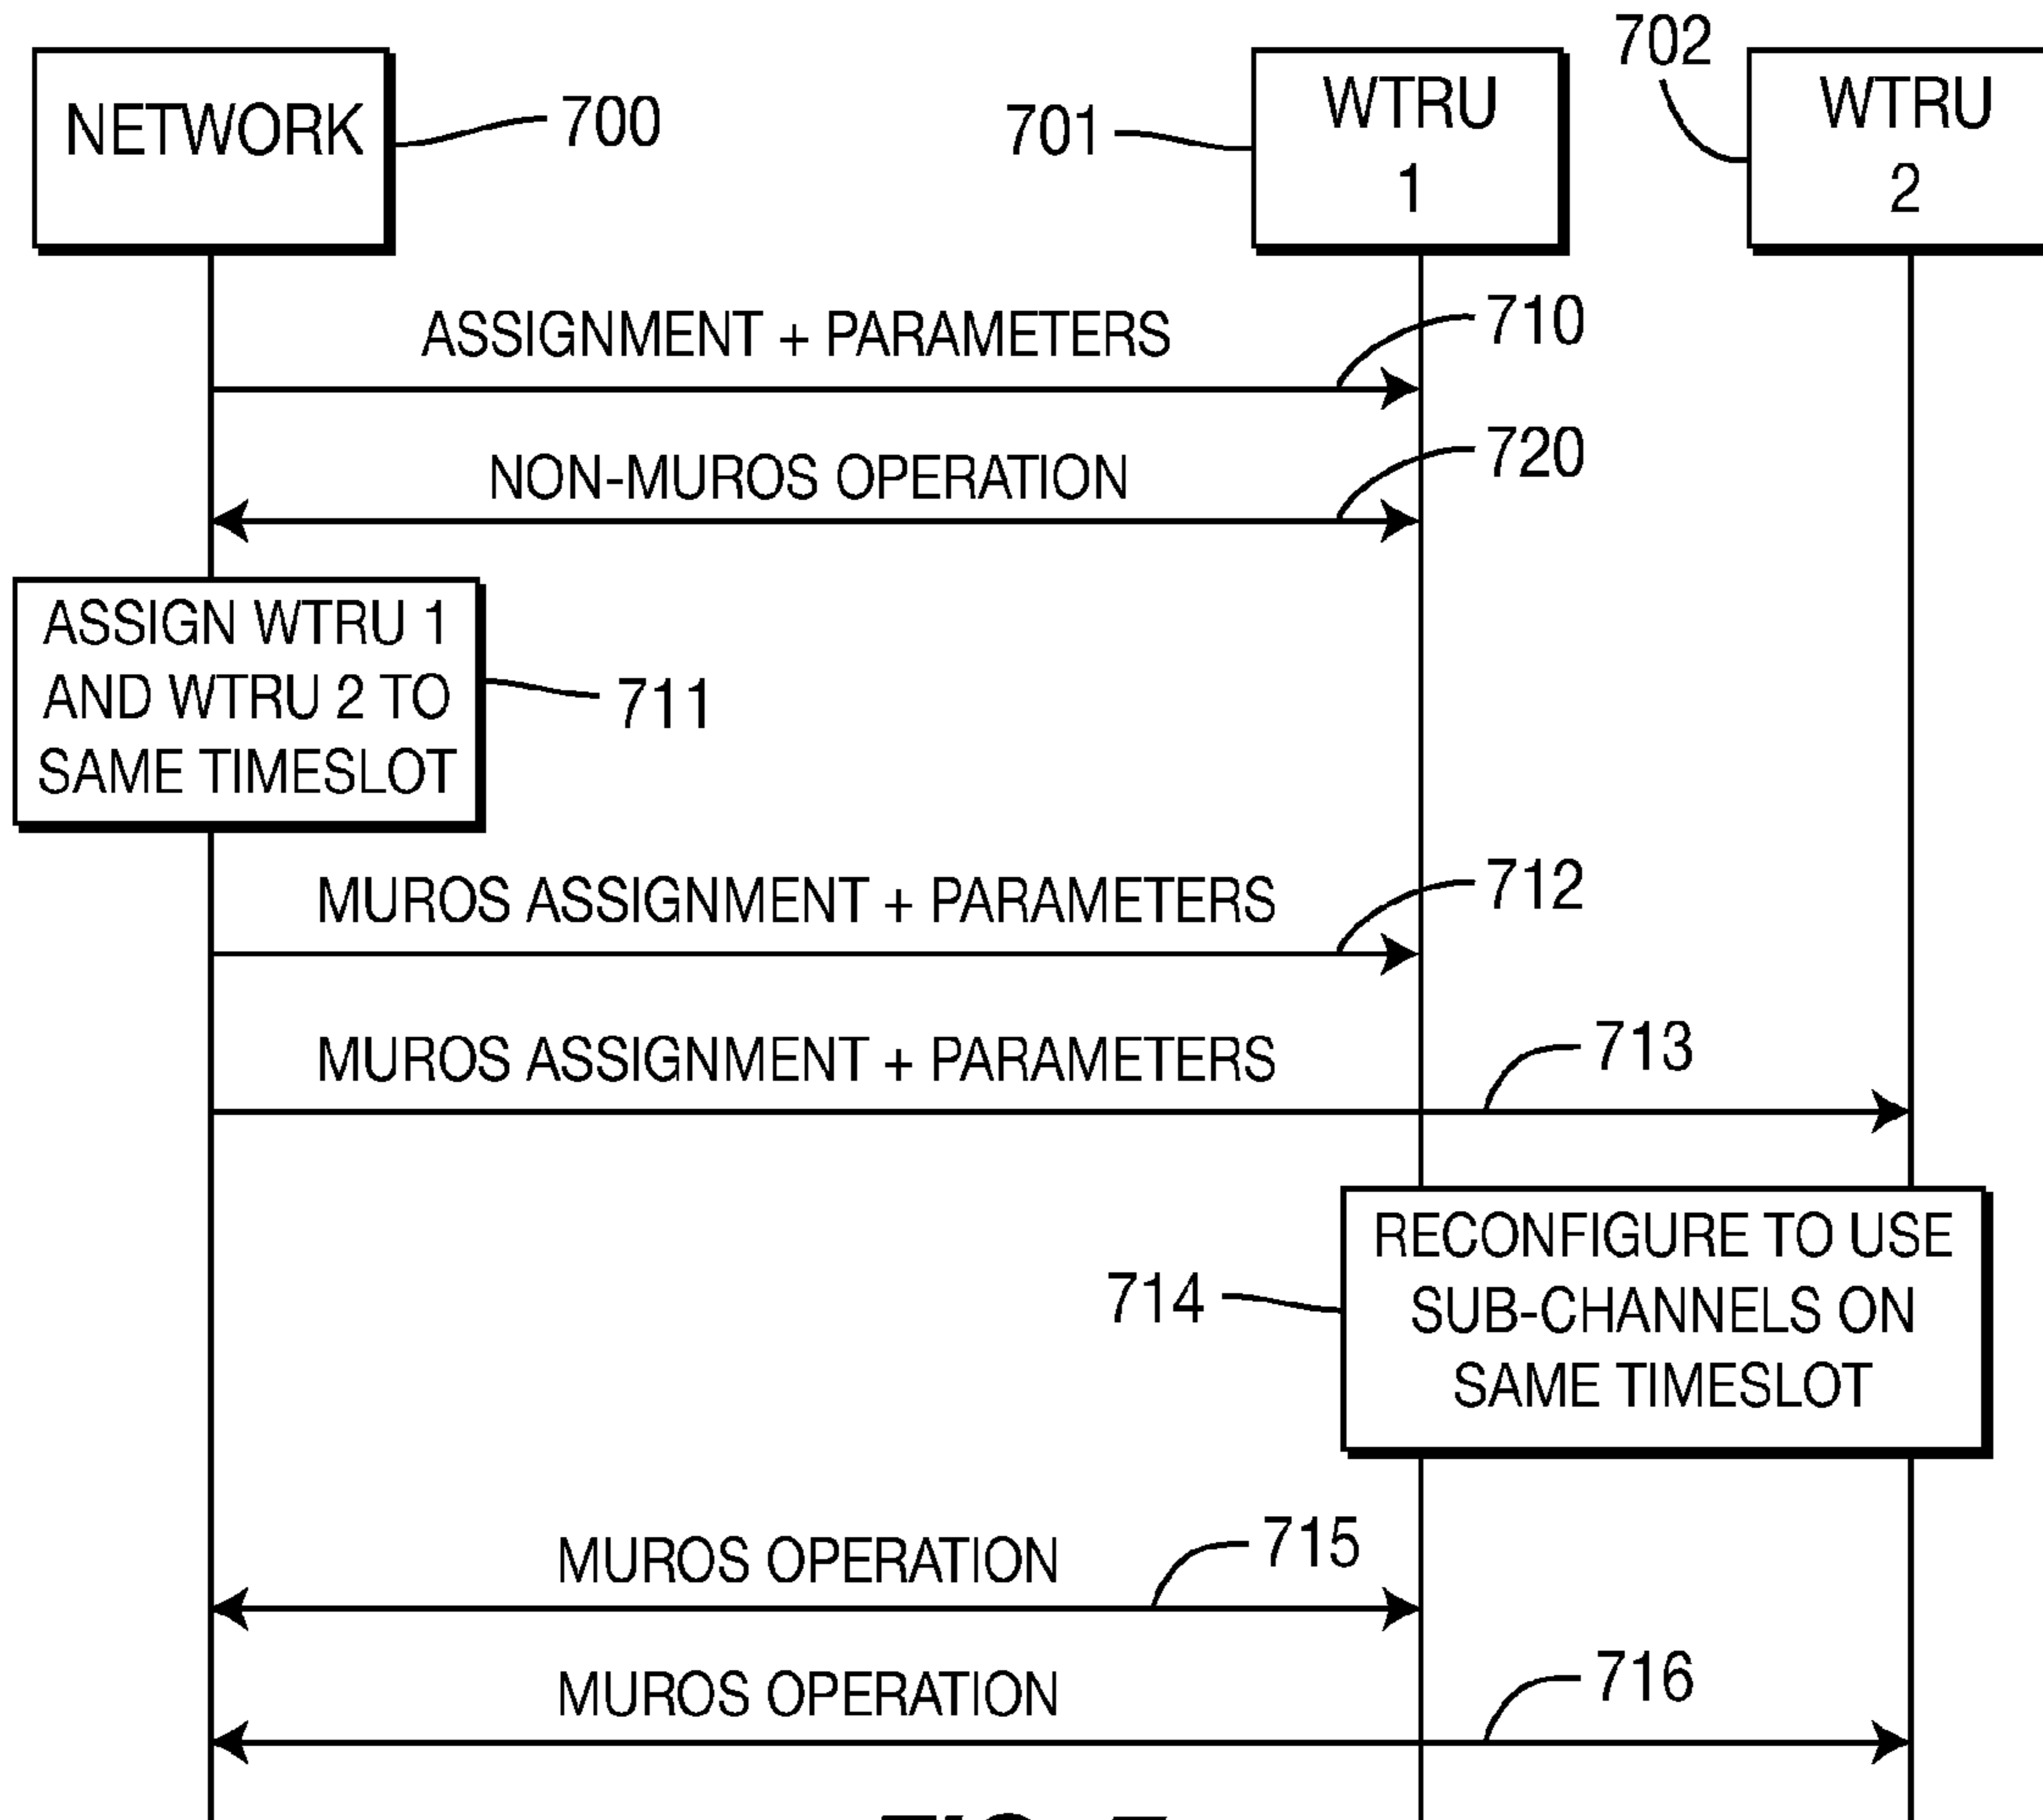 NETWORK
700
701
WTRU
1
702
WTRU
2
ASSIGNMENT + PARAMETERS
710
NON-MUROS OPERATION
720
ASSIGN WTRU 1
AND WTRU 2 TO
SAME TIMESLOT
711
MUROS ASSIGNMENT + PARAMETERS
712
MUROS ASSIGNMENT + PARAMETERS
713
RECONFIGURE TO USE
SUB-CHANNELS ON
SAME TIMESLOT
714
MUROS OPERATION
715
MUROS OPERATION
716